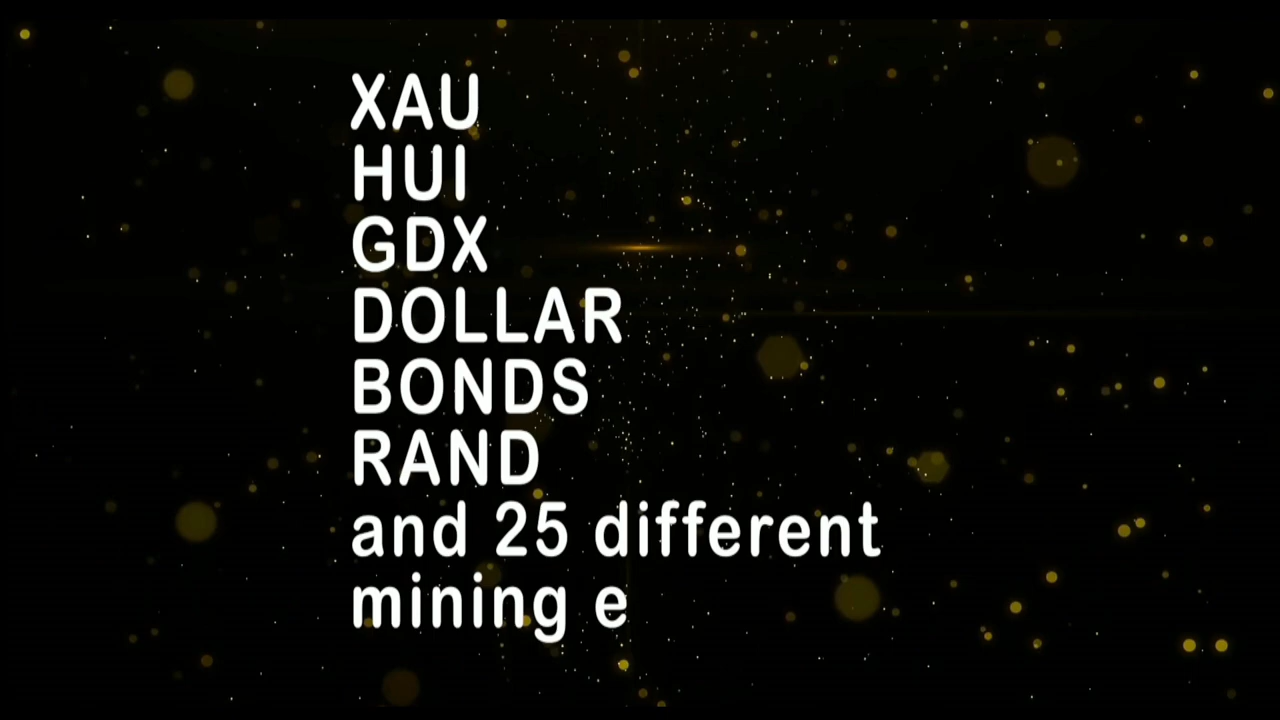 XAU
HUI
GDX
DOLLAR
BONDS
RAND
and 25 different
mining e